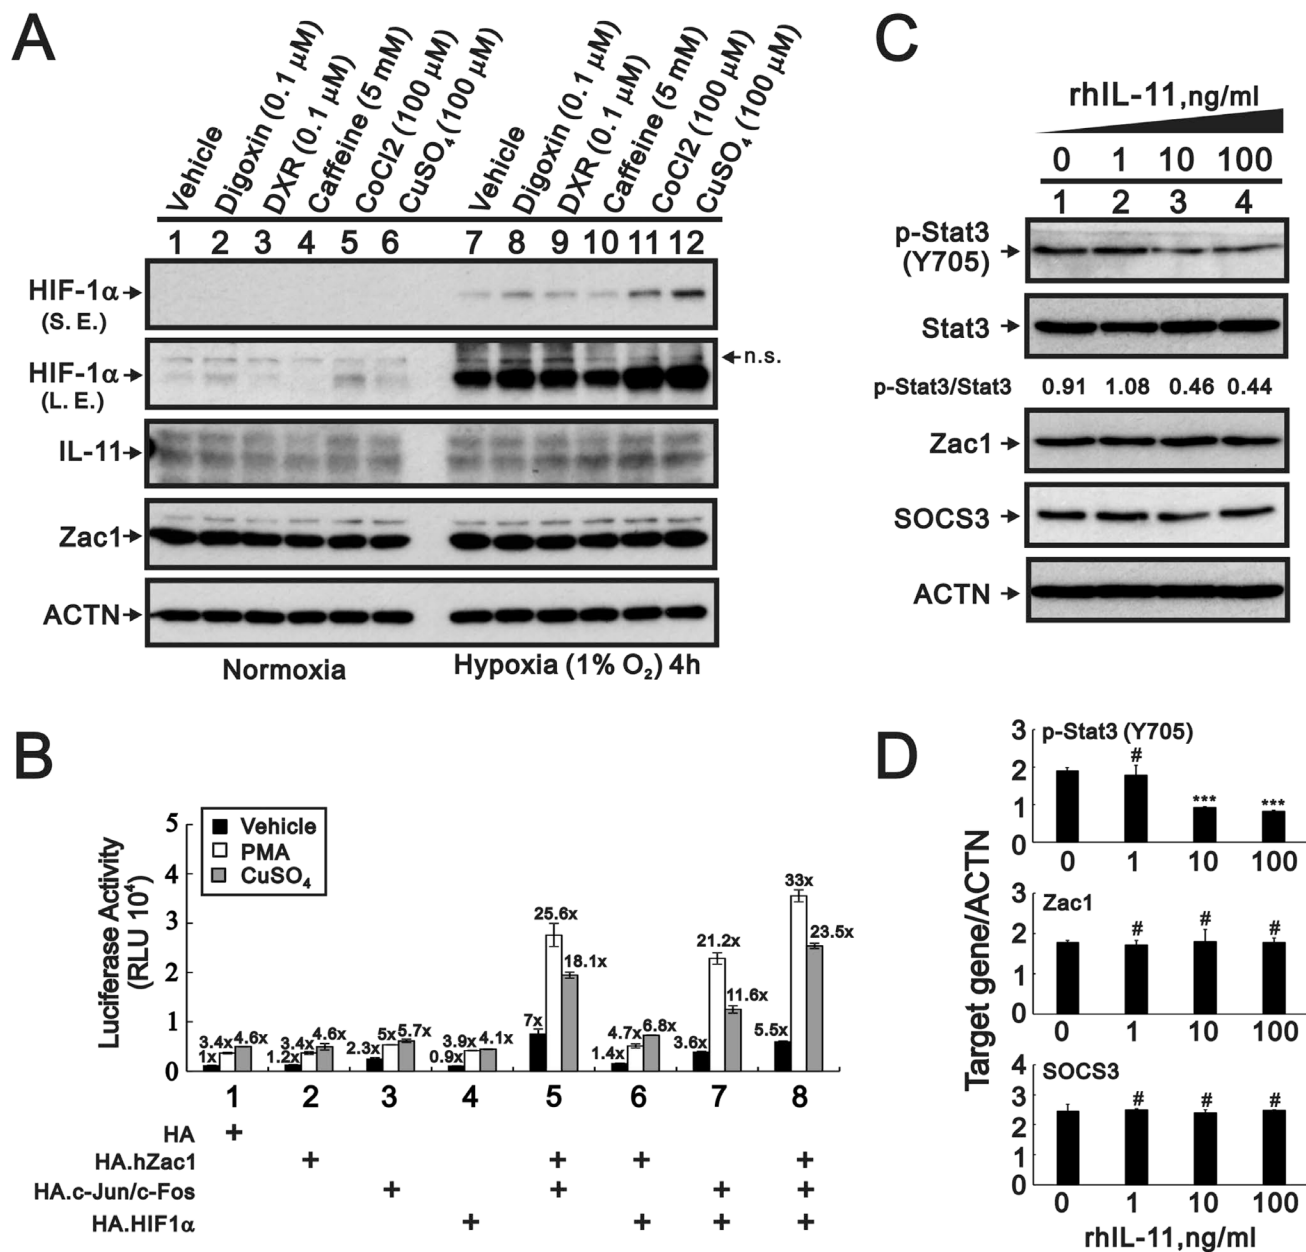 A
Vehicle
Digoxin (0.1 μM)
DXR (0.1 μM)
Caffeine (5 mM)
CoCl2 (100 μM)
CuSO₄ (100 μM)
Vehicle
Digoxin (0.1 μM)
DXR (0.1 μM)
Caffeine (5 mM)
CoCl2 (100 μM)
CuSO₄ (100 μM)
1 2 3 4 5 6 7 8 9 10 11 12
HIF-1α
(S. E.)
HIF-1α
(L. E.)
n.s.
IL-11
Zac1
ACTN
Normoxia
Hypoxia (1% O₂) 4h
C
rhIL-11,ng/ml
0 1 10 100
1 2 3 4
p-Stat3
(Y705)
Stat3
p-Stat3/Stat3 0.91 1.08 0.46 0.44
Zac1
SOCS3
ACTN
B
Luciferase Activity
(RLU 10⁴)
5
4
3
2
1
0
Vehicle
PMA
CuSO₄
1x 3.4x 4.6x
1.2x 3.4x 4.6x
2.3x 5x 5.7x
0.9x 3.9x 4.1x
7x 25.6x 18.1x
1.4x 4.7x 6.8x
3.6x 21.2x 11.6x
5.5x 33x 23.5x
1 2 3 4 5 6 7 8
HA +
HA.hZac1 + + + +
HA.c-Jun/c-Fos + + + +
HA.HIF1α + + + +
D
Target gene/ACTN
p-Stat3 (Y705)
3
2
1
0
# *** ***
0 1 10 100
Zac1
3
2
1
0
# # #
0 1 10 100
SOCS3
4
3
2
1
0
# # #
0 1 10 100
rhIL-11,ng/ml